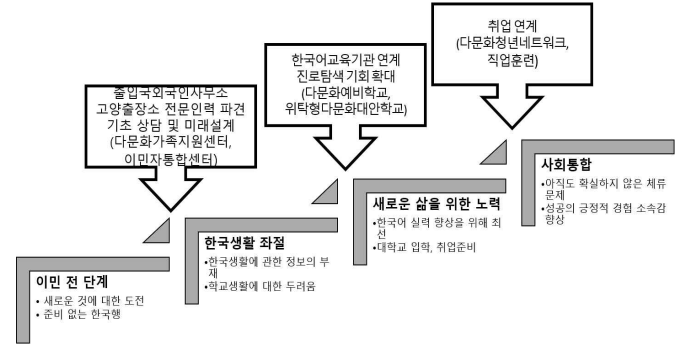 취업 연계
(다문화청년네트워크,
직업훈련)
한국어교육기관 연계
진로탐색 기회 확대
(다문화예비학교,
위탁형다문화대안학교)
출입국외국인사무소
고양출장소 전문인력 파견
기초 상담 및 미래설계
(다문화가족지원센터,
이민자통합센터)
사회통합
•아직도 확실하지 않은 체류
문제
•성공의 긍정적 경험 소속감
향상
새로운 삶을 위한 노력
•한국어 실력 향상을 위해 최
선
•대학교 입학, 취업준비
한국생활 좌절
•한국생활에 관한 정보의 부
재
•학교생활에 대한 두려움
이민 전 단계
• 새로운 것에 대한 도전
• 준비 없는 한국행